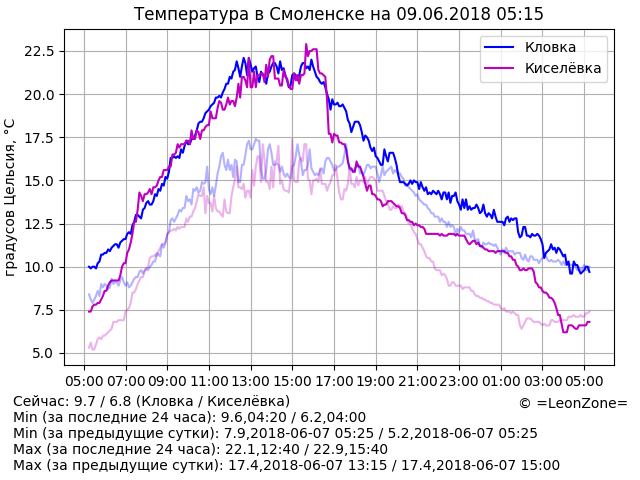 Температура в Смоленске на 09.06.2018 05:15
Кловка
Киселёвка
градусов Цельсия, °C
22.5
20.0
17.5
15.0
12.5
10.0
7.5
5.0
05:00 07:00 09:00 11:00 13:00 15:00 17:00 19:00 21:00 23:00 01:00 03:00 05:00
Сейчас: 9.7 / 6.8 (Кловка / Киселёвка)
© =LeonZone=
Min (за последние 24 часа): 9.6,04:20 / 6.2,04:00
Min (за предыдущие сутки): 7.9,2018-06-07 05:25 / 5.2,2018-06-07 05:25
Max (за последние 24 часа): 22.1,12:40 / 22.9,15:40
Max (за предыдущие сутки): 17.4,2018-06-07 13:15 / 17.4,2018-06-07 15:00